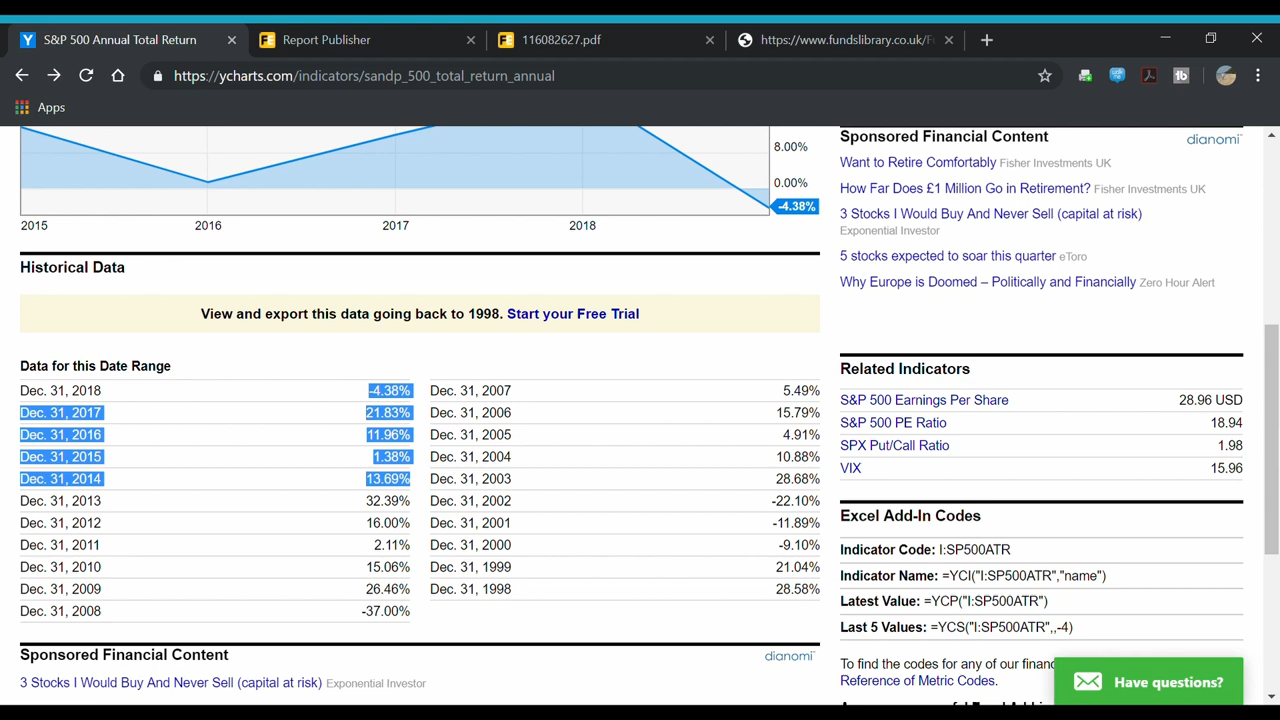 S&P 500 Annual Total Return
Report Publisher
116082627.pdf
https://www.fundslibrary.co.uk/F
https://ycharts.com/indicators/sandp_500_total_return_annual
Apps
8.00%
0.00%
-4.38%
2015 2016 2017 2018
Historical Data
View and export this data going back to 1998. Start your Free Trial
Data for this Date Range
Dec. 31, 2018 -4.38%
Dec. 31, 2017 21.83%
Dec. 31, 2016 11.96%
Dec. 31, 2015 1.38%
Dec. 31, 2014 13.69%
Dec. 31, 2013 32.39%
Dec. 31, 2012 16.00%
Dec. 31, 2011 2.11%
Dec. 31, 2010 15.06%
Dec. 31, 2009 26.46%
Dec. 31, 2008 -37.00%
Dec. 31, 2007 5.49%
Dec. 31, 2006 15.79%
Dec. 31, 2005 4.91%
Dec. 31, 2004 10.88%
Dec. 31, 2003 28.68%
Dec. 31, 2002 -22.10%
Dec. 31, 2001 -11.89%
Dec. 31, 2000 -9.10%
Dec. 31, 1999 21.04%
Dec. 31, 1998 28.58%
Sponsored Financial Content dianomi
3 Stocks I Would Buy And Never Sell (capital at risk) Exponential Investor
Sponsored Financial Content dianomi
Want to Retire Comfortably Fisher Investments UK
How Far Does £1 Million Go in Retirement? Fisher Investments UK
3 Stocks I Would Buy And Never Sell (capital at risk)
Exponential Investor
5 stocks expected to soar this quarter eToro
Why Europe is Doomed – Politically and Financially Zero Hour Alert
Related Indicators
S&P 500 Earnings Per Share 28.96 USD
S&P 500 PE Ratio 18.94
SPX Put/Call Ratio 1.98
VIX 15.96
Excel Add-In Codes
Indicator Code: I:SP500ATR
Indicator Name: =YCI("I:SP500ATR","name")
Latest Value: =YCP("I:SP500ATR")
Last 5 Values: =YCS("I:SP500ATR",,-4)
To find the codes for any of our financ
Reference of Metric Codes.
Have questions?